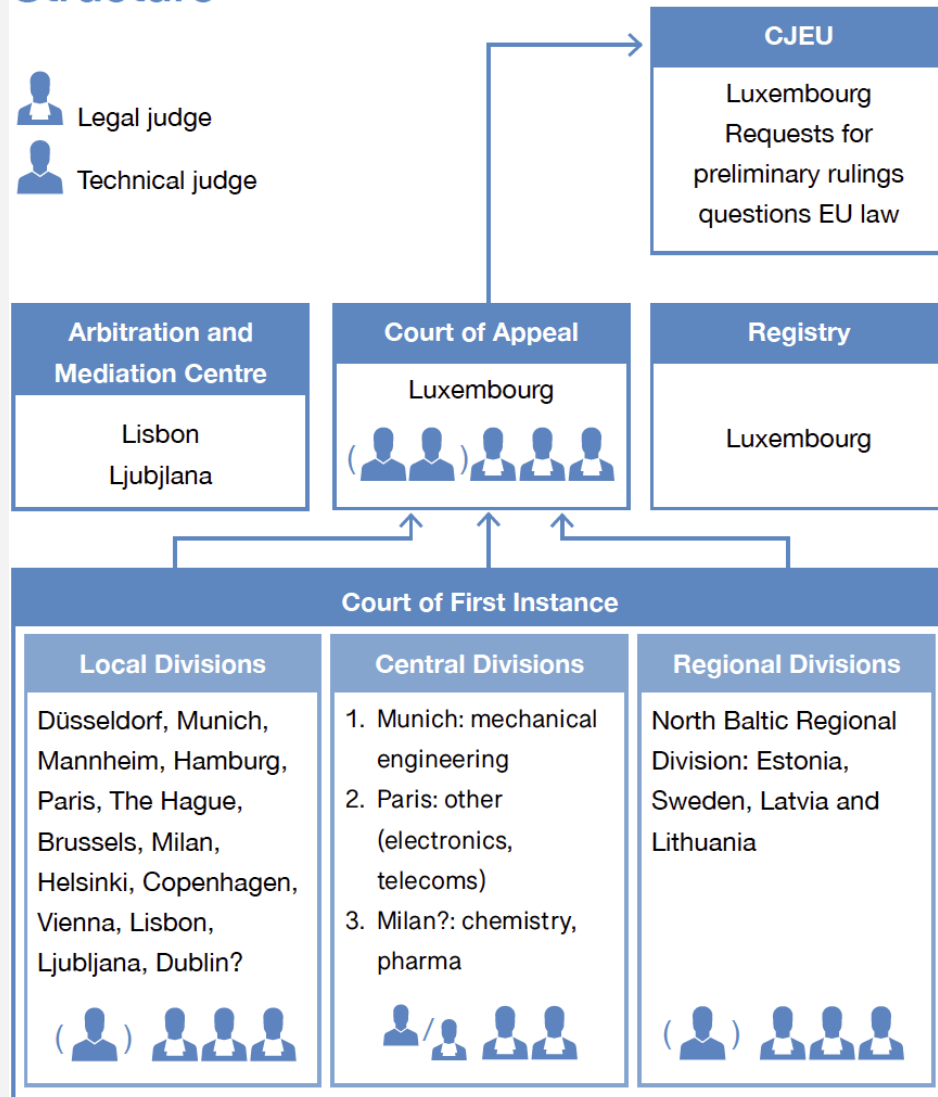 Structure
Legal judge
Technical judge
CJEU
Luxembourg
Requests for
preliminary rulings
questions EU law
Arbitration and
Mediation Centre
Lisbon
Ljubjlana
Court of Appeal
Luxembourg
(
)
Registry
Luxembourg
Court of First Instance
Local Divisions
Düsseldorf, Munich,
Mannheim, Hamburg,
Paris, The Hague,
Brussels, Milan,
Helsinki, Copenhagen,
Vienna, Lisbon,
Ljubljana, Dublin?
( )
Central Divisions
1. Munich: mechanical
engineering
2. Paris: other
(electronics,
telecoms)
3. Milan?: chemistry,
pharma
/
Regional Divisions
North Baltic Regional
Division: Estonia,
Sweden, Latvia and
Lithuania
( )